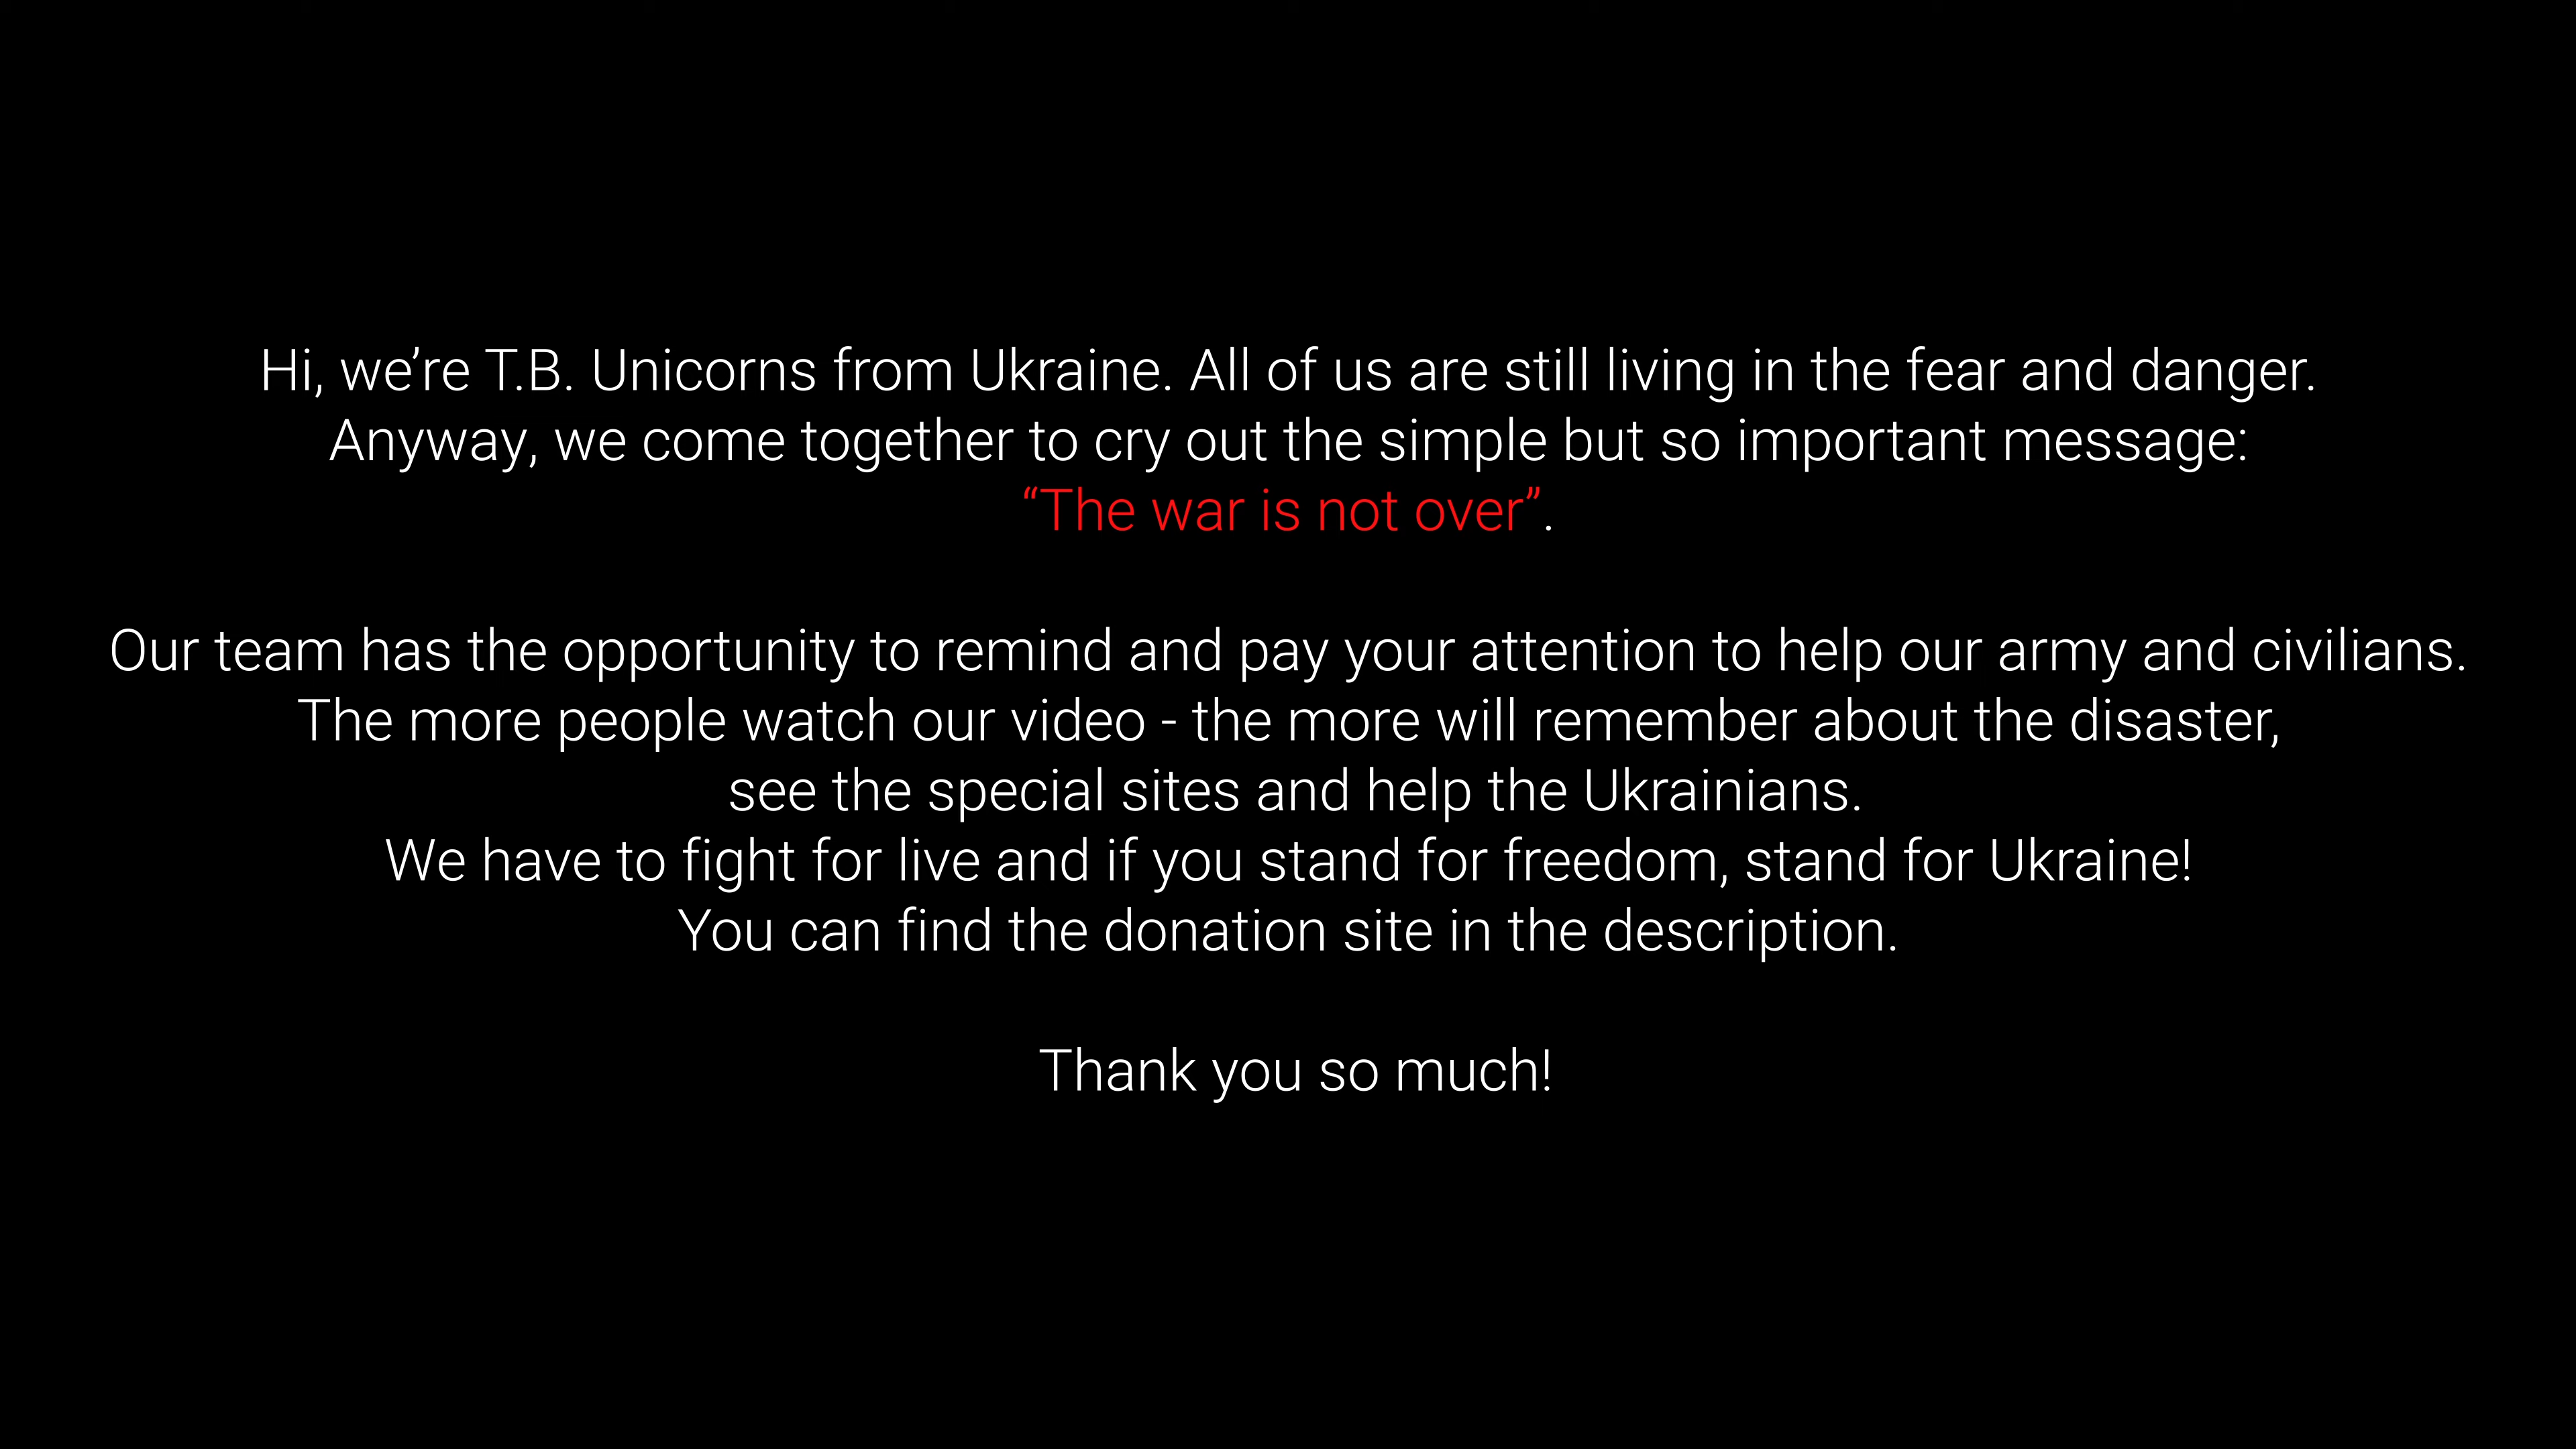 Hi, we’re T.B. Unicorns from Ukraine. All of us are still living in the fear and danger.
Anyway, we come together to cry out the simple but so important message:
“The war is not over”.
Our team has the opportunity to remind and pay your attention to help our army and civilians.
The more people watch our video - the more will remember about the disaster,
see the special sites and help the Ukrainians.
We have to fight for live and if you stand for freedom, stand for Ukraine!
You can find the donation site in the description.
Thank you so much!